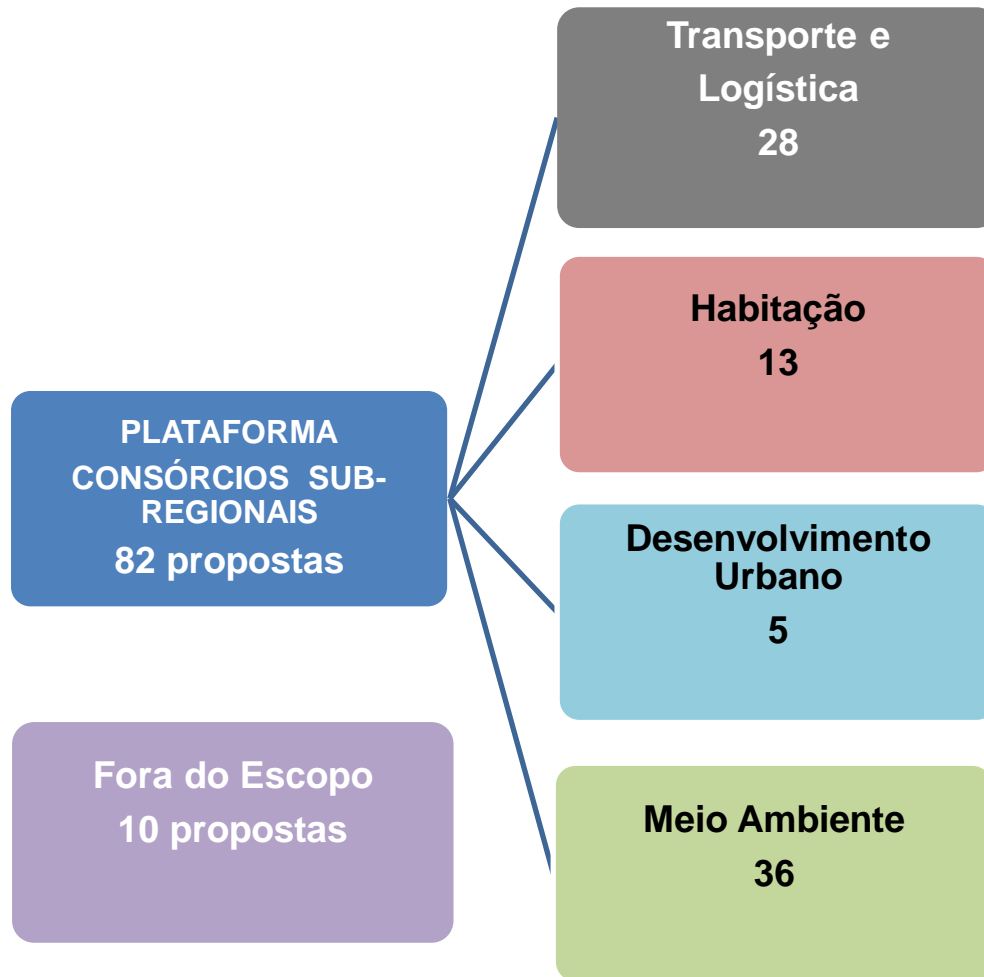 Transporte e
Logística
28
Habitação
13
PLATAFORMA
CONSÓRCIOS SUB-
REGIONAIS
82 propostas
Desenvolvimento
Urbano
5
Fora do Escopo
10 propostas
Meio Ambiente
36